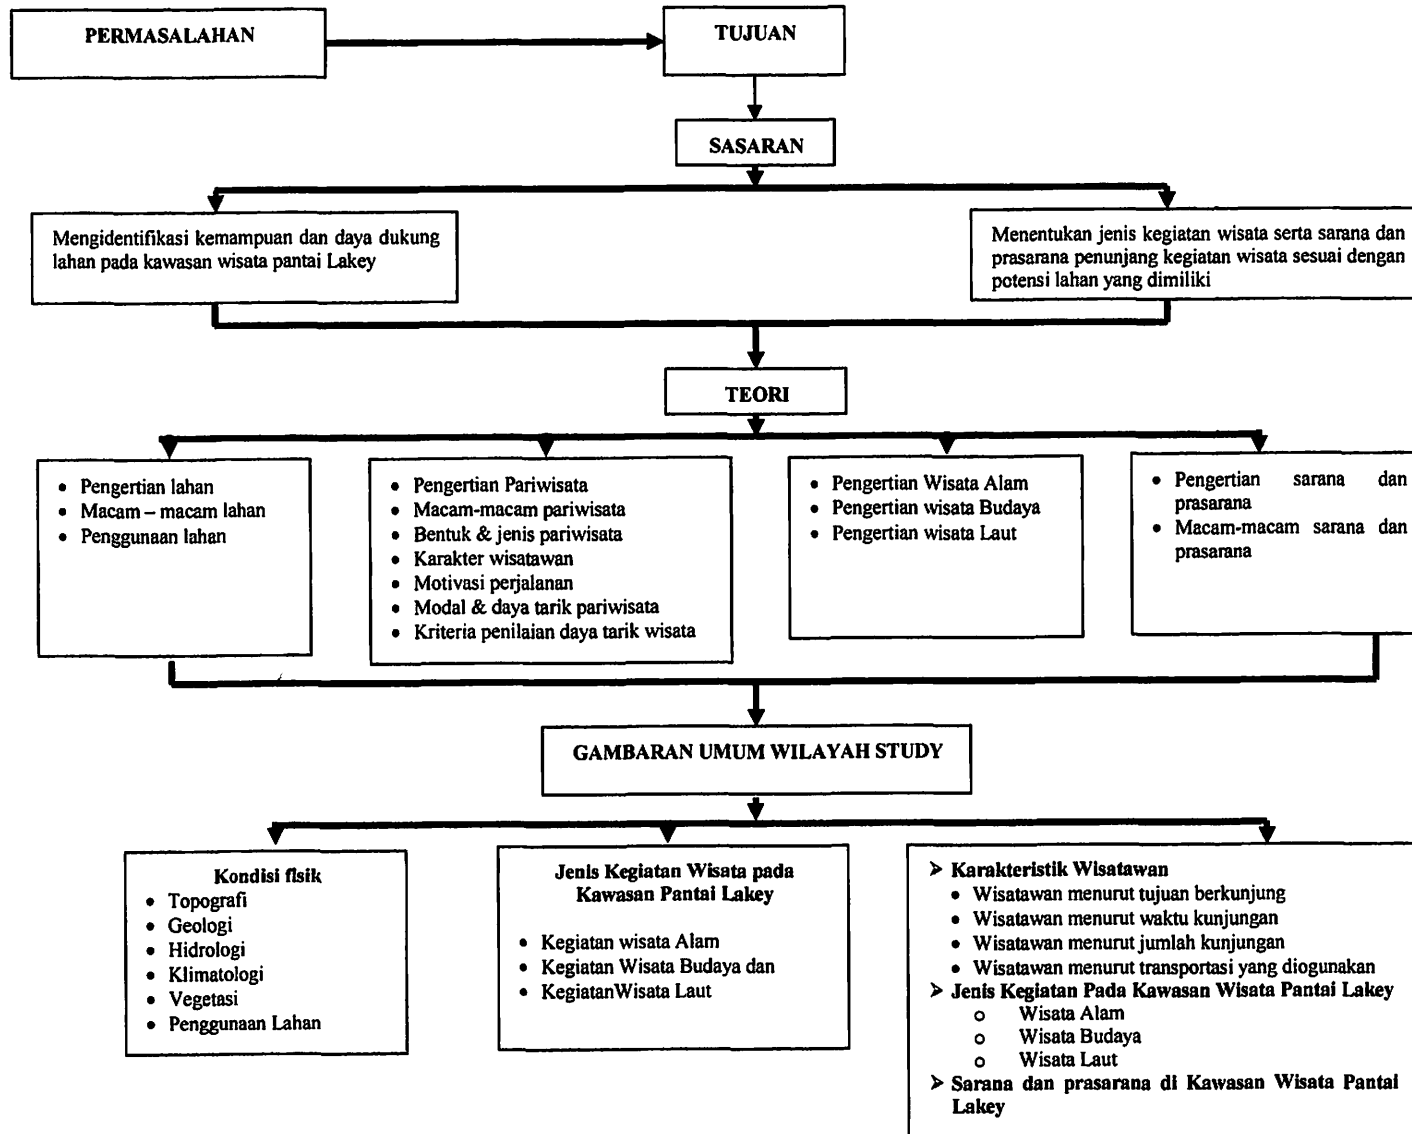 PERMASALAHAN
TUJUAN
SASARAN
Mengidentifikasi kemampuan dan daya dukung
lahan pada kawasan wisata pantai Lakey
Menentukan jenis kegiatan wisata serta sarana dan
prasarana penunjang kegiatan wisata sesuai dengan
potensi lahan yang dimiliki
TEORI
• Pengertian lahan
• Macam – macam lahan
• Penggunaan lahan
• Pengertian Pariwisata
• Macam-macam pariwisata
• Bentuk & jenis pariwisata
• Karakter wisatawan
• Motivasi perjalanan
• Modal & daya tarik pariwisata
• Kriteria penilaian daya tarik wisata
• Pengertian Wisata Alam
• Pengertian wisata Budaya
• Pengertian wisata Laut
• Pengertian sarana dan
prasarana
• Macam-macam sarana dan
prasarana
GAMBARAN UMUM WILAYAH STUDY
Kondisi fisik
• Topografi
• Geologi
• Hidrologi
• Klimatologi
• Vegetasi
• Penggunaan Lahan
Jenis Kegiatan Wisata pada
Kawasan Pantai Lakey
• Kegiatan wisata Alam
• Kegiatan Wisata Budaya dan
• KegiatanWisata Laut
➢ Karakteristik Wisatawan
• Wisatawan menurut tujuan berkunjung
• Wisatawan menurut waktu kunjungan
• Wisatawan menurut jumlah kunjungan
• Wisatawan menurut transportasi yang diogunakan
➢ Jenis Kegiatan Pada Kawasan Wisata Pantai Lakey
o Wisata Alam
o Wisata Budaya
o Wisata Laut
➢ Sarana dan prasarana di Kawasan Wisata Pantai
Lakey